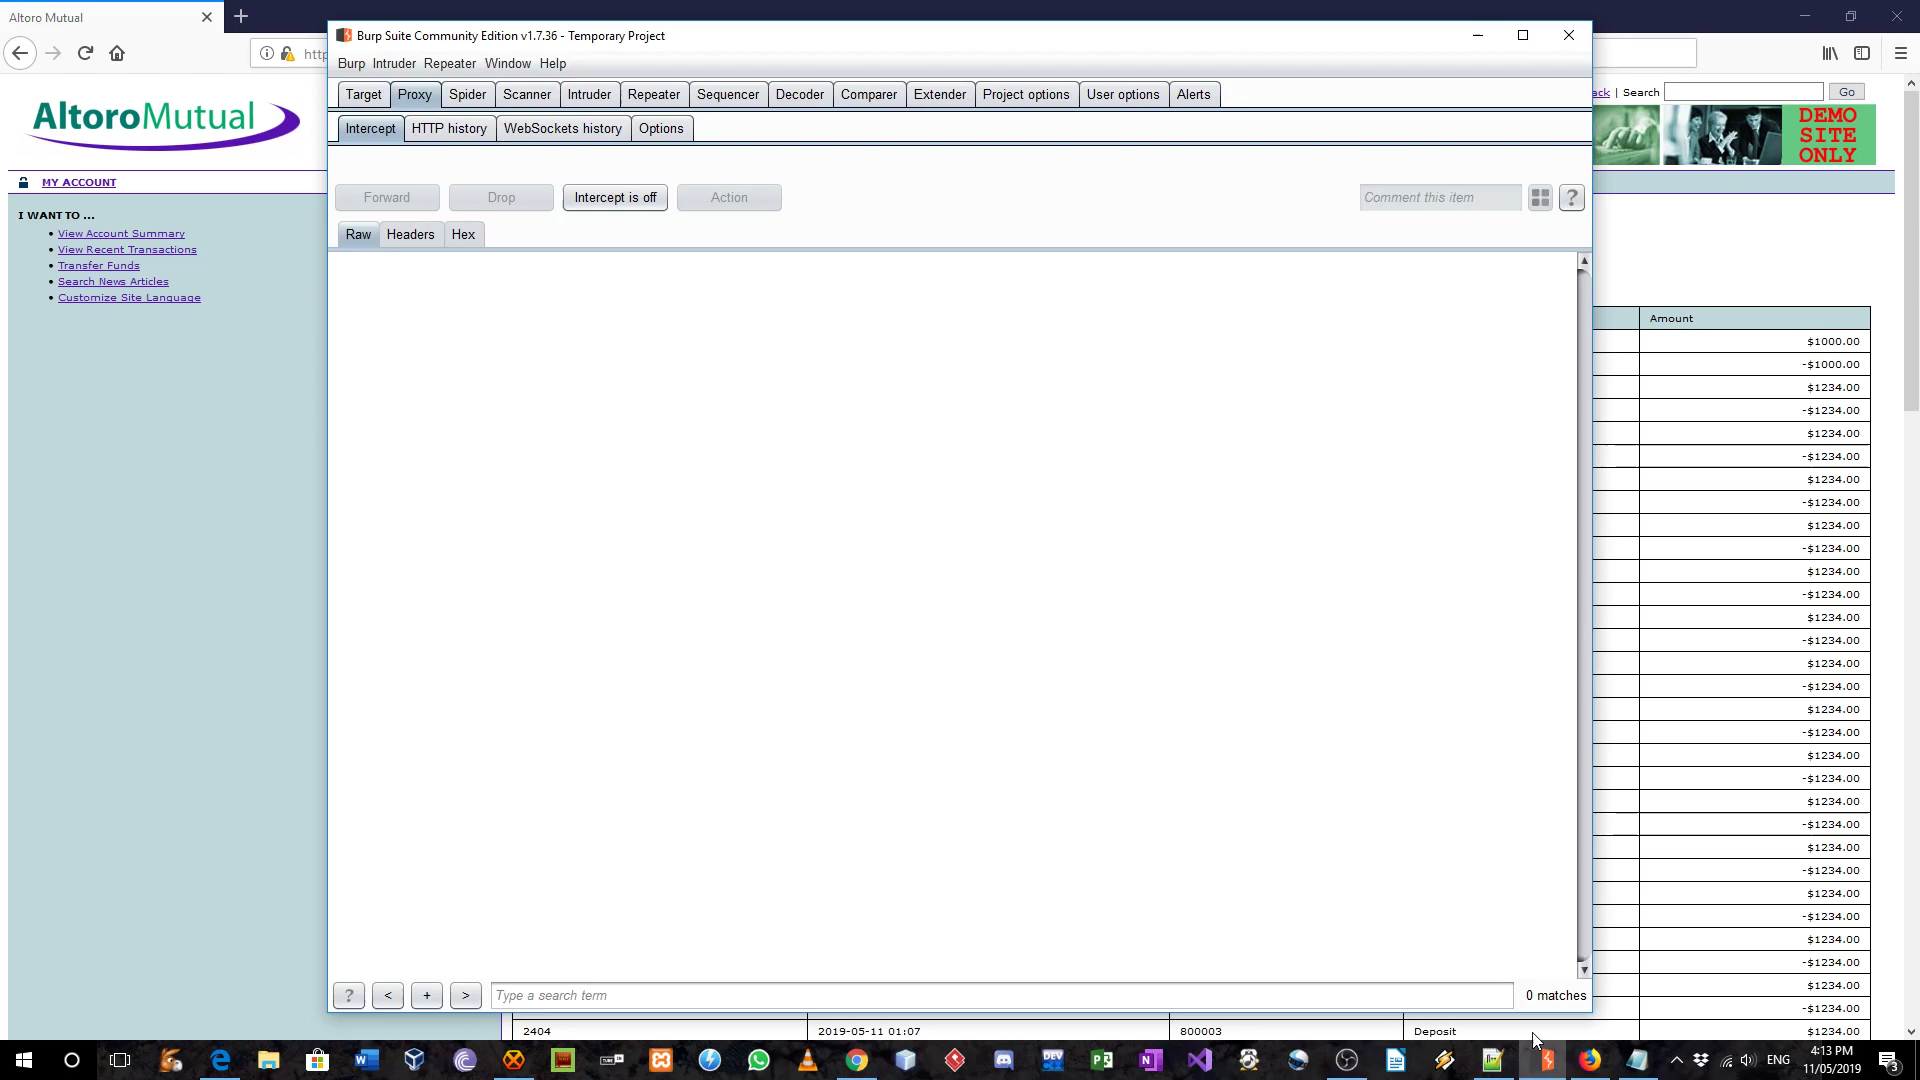 Altoro Mutual
Burp Suite Community Edition v1.7.36 - Temporary Project
Burp Intruder Repeater Window Help
Target Proxy Spider Scanner Intruder Repeater Sequencer Decoder Comparer Extender Project options User options Alerts
Intercept HTTP history WebSockets history Options
Forward Drop Intercept is off Action Comment this item ?
Raw Headers Hex
? < + > Type a search term 0 matches
http
ack | Search Go
AltoroMutual
DEMO
SITE
ONLY
MY ACCOUNT
I WANT TO ...
• View Account Summary
• View Recent Transactions
• Transfer Funds
• Search News Articles
• Customize Site Language
Amount
$1000.00
-$1000.00
$1234.00
-$1234.00
$1234.00
-$1234.00
$1234.00
-$1234.00
$1234.00
-$1234.00
$1234.00
-$1234.00
$1234.00
-$1234.00
$1234.00
-$1234.00
$1234.00
-$1234.00
$1234.00
-$1234.00
$1234.00
-$1234.00
$1234.00
-$1234.00
$1234.00
-$1234.00
$1234.00
-$1234.00
$1234.00
-$1234.00
2404 2019-05-11 01:07 800003 Deposit $1234.00
ENG
4:13 PM
11/05/2019
3